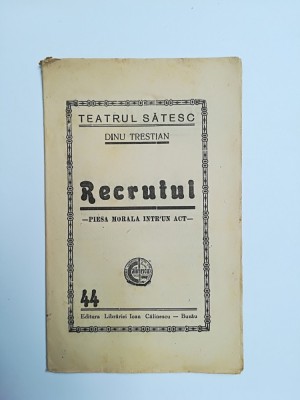 TEATRUL SĂTESC
DINU TRESTIAN
Recrutul
—PIESA MORALA INTR'UN ACT—
44
Editura Librăriei Ioan Călinescu — Buzău